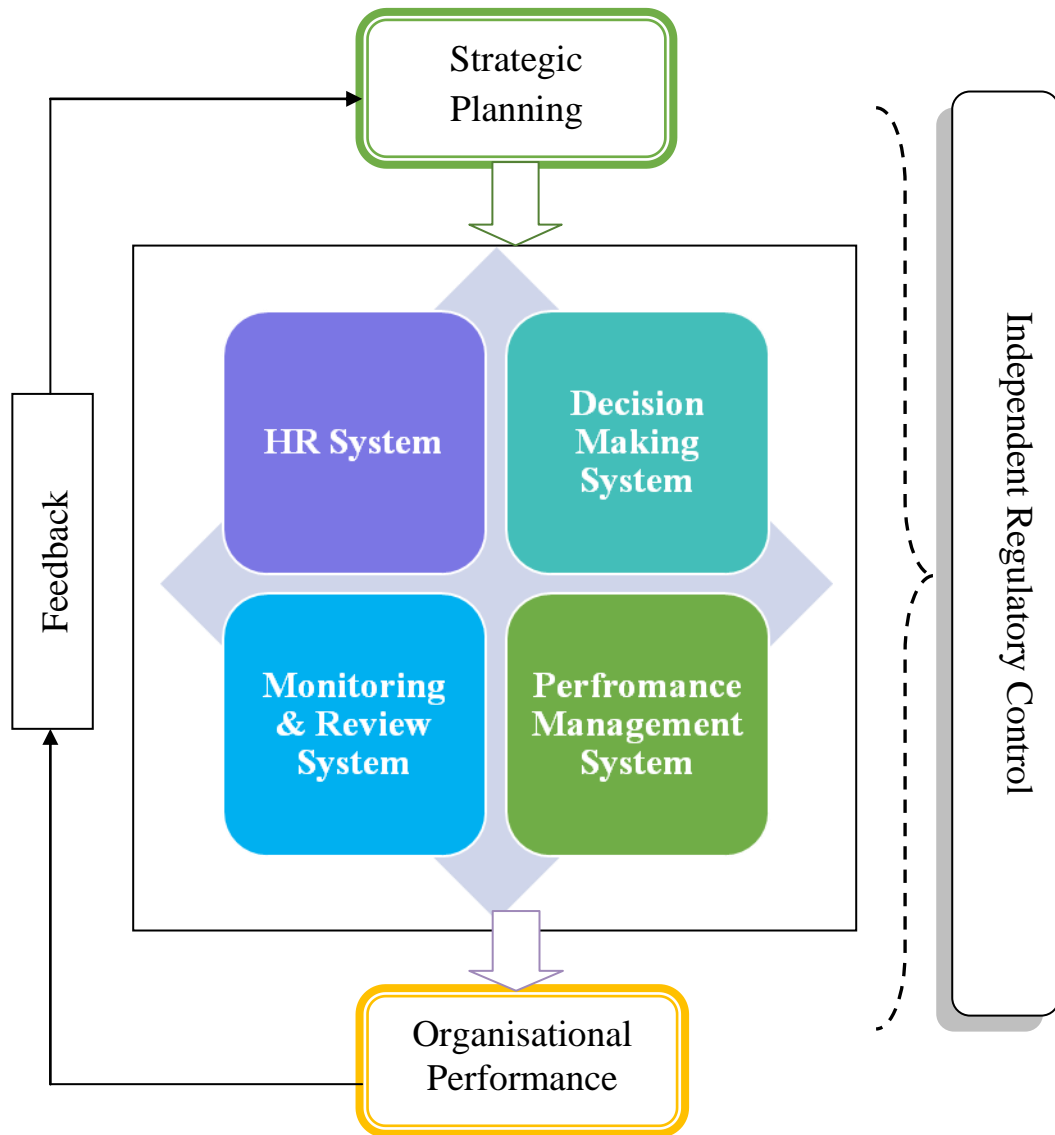 Strategic
Planning
HR System
Decision
Making
System
Monitoring
& Review
System
Perfromance
Management
System
Organisational
Performance
Feedback
Independent Regulatory Control